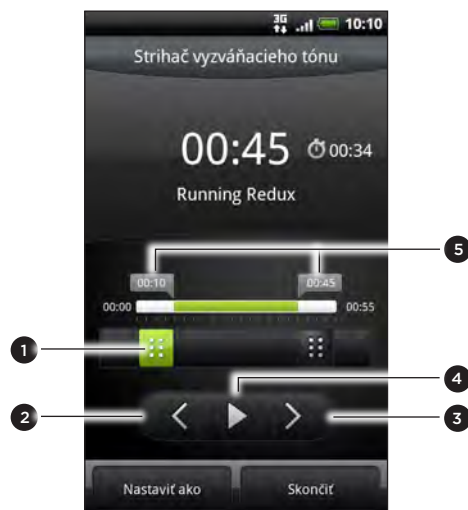 3G 10:10
Strihač vyzváňacieho tónu
00:45 00:34
Running Redux
5
00:10 00:45
00:00 00:55
1
4
2
3
Nastaviť ako Skončiť